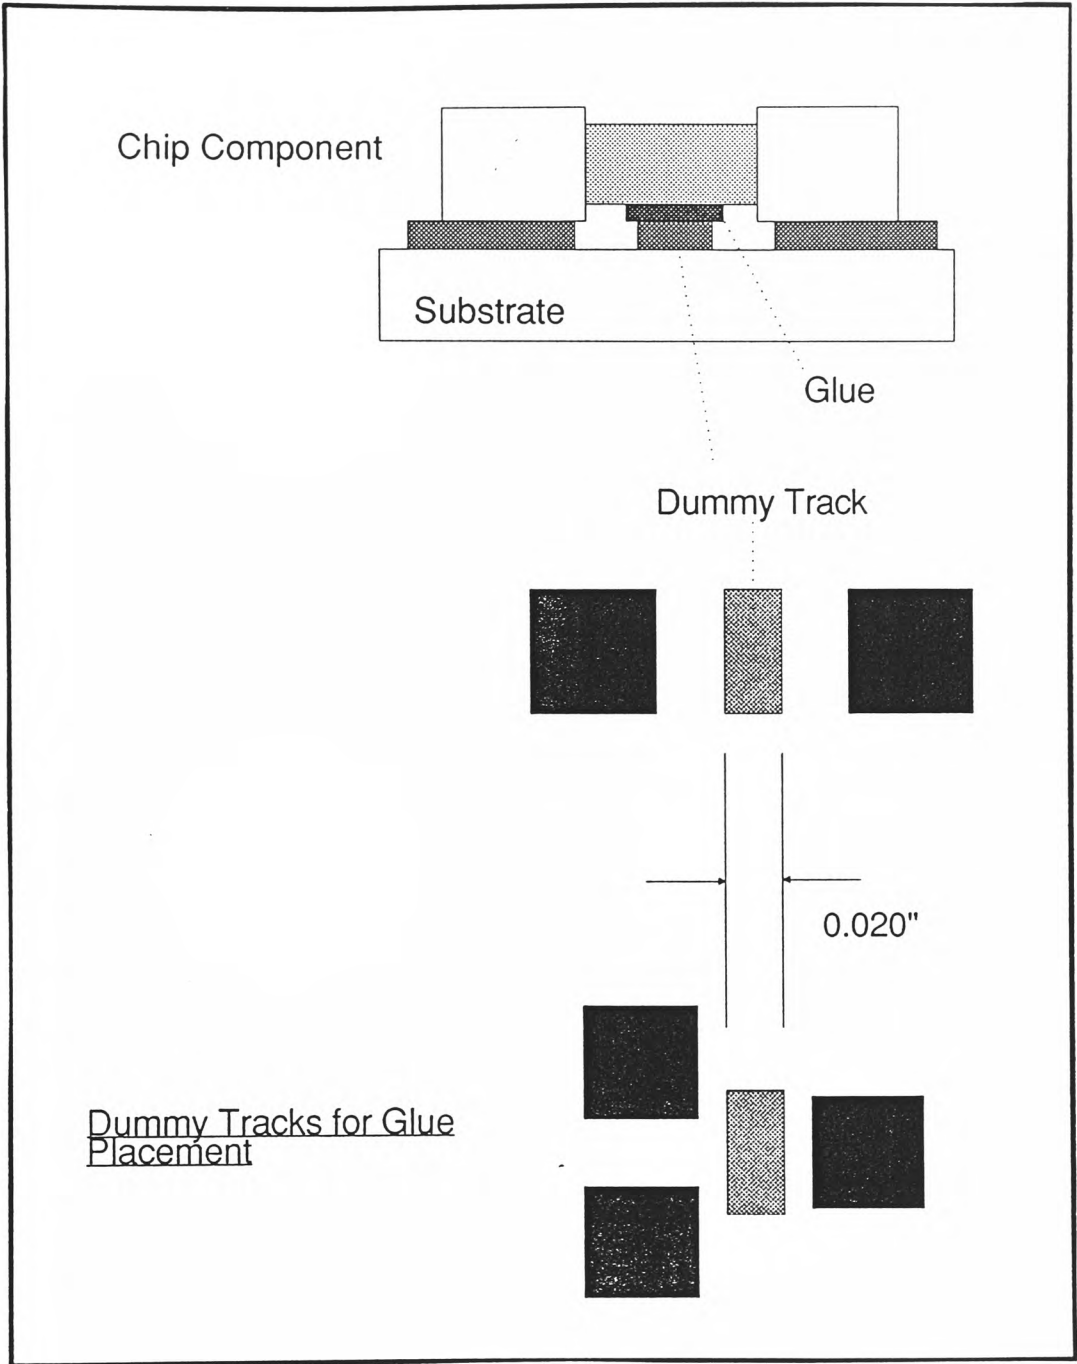 Chip Component
Substrate
Glue
Dummy Track
0.020"
Dummy Tracks for Glue
Placement